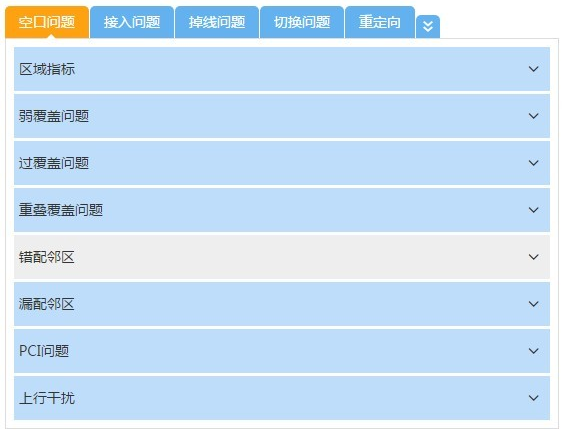 空口问题 接入问题 掉线问题 切换问题 重定向
区域指标
弱覆盖问题
过覆盖问题
重叠覆盖问题
错配邻区
漏配邻区
PCI问题
上行干扰